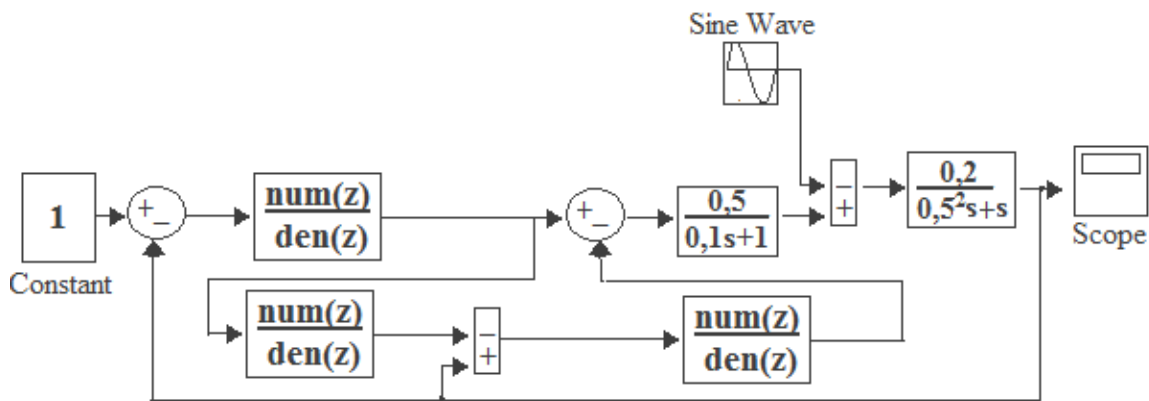 Sine Wave
1
Constant
+
−
num(z)
den(z)
+
−
0,5
0,1s+1
−
+
0,2
0,5²s+s
Scope
num(z)
den(z)
−
+
num(z)
den(z)